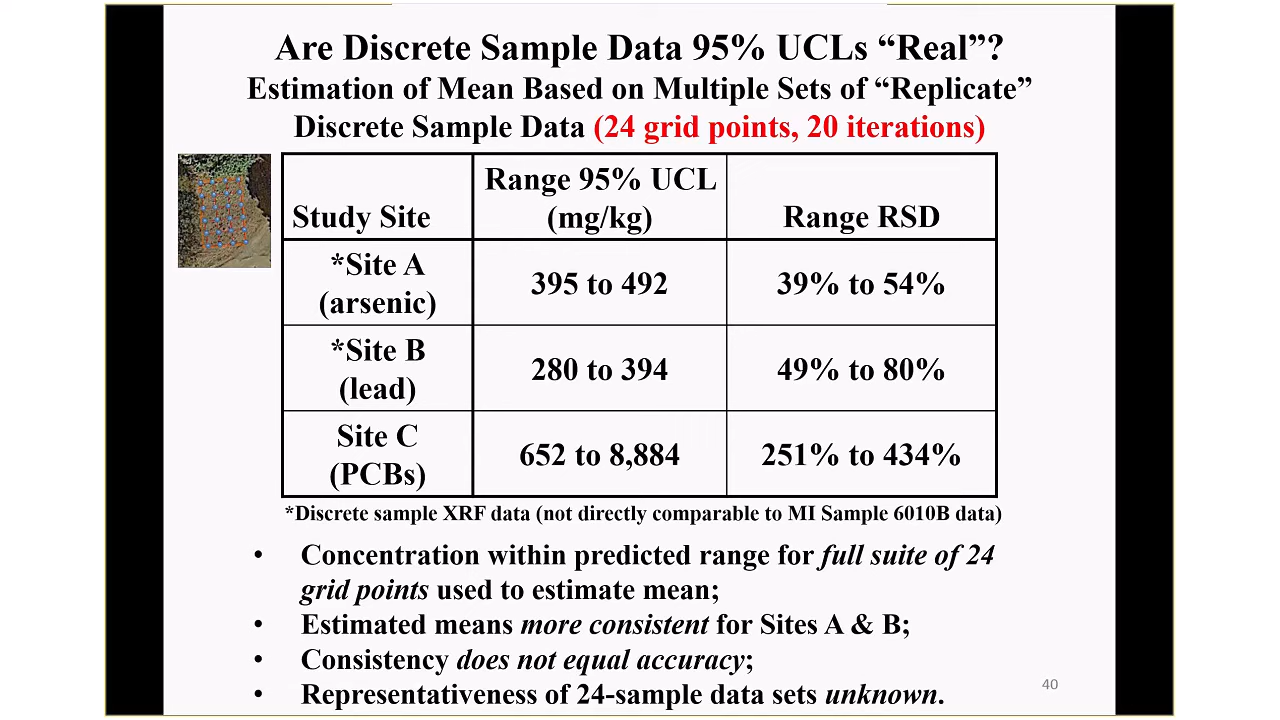 Are Discrete Sample Data 95% UCLs “Real”?
Estimation of Mean Based on Multiple Sets of “Replicate”
Discrete Sample Data (24 grid points, 20 iterations)
Study Site
Range 95% UCL
(mg/kg)
Range RSD
*Site A
(arsenic)
395 to 492
39% to 54%
*Site B
(lead)
280 to 394
49% to 80%
Site C
(PCBs)
652 to 8,884
251% to 434%
*Discrete sample XRF data (not directly comparable to MI Sample 6010B data)
• Concentration within predicted range for full suite of 24
grid points used to estimate mean;
• Estimated means more consistent for Sites A & B;
• Consistency does not equal accuracy;
• Representativeness of 24-sample data sets unknown.
40